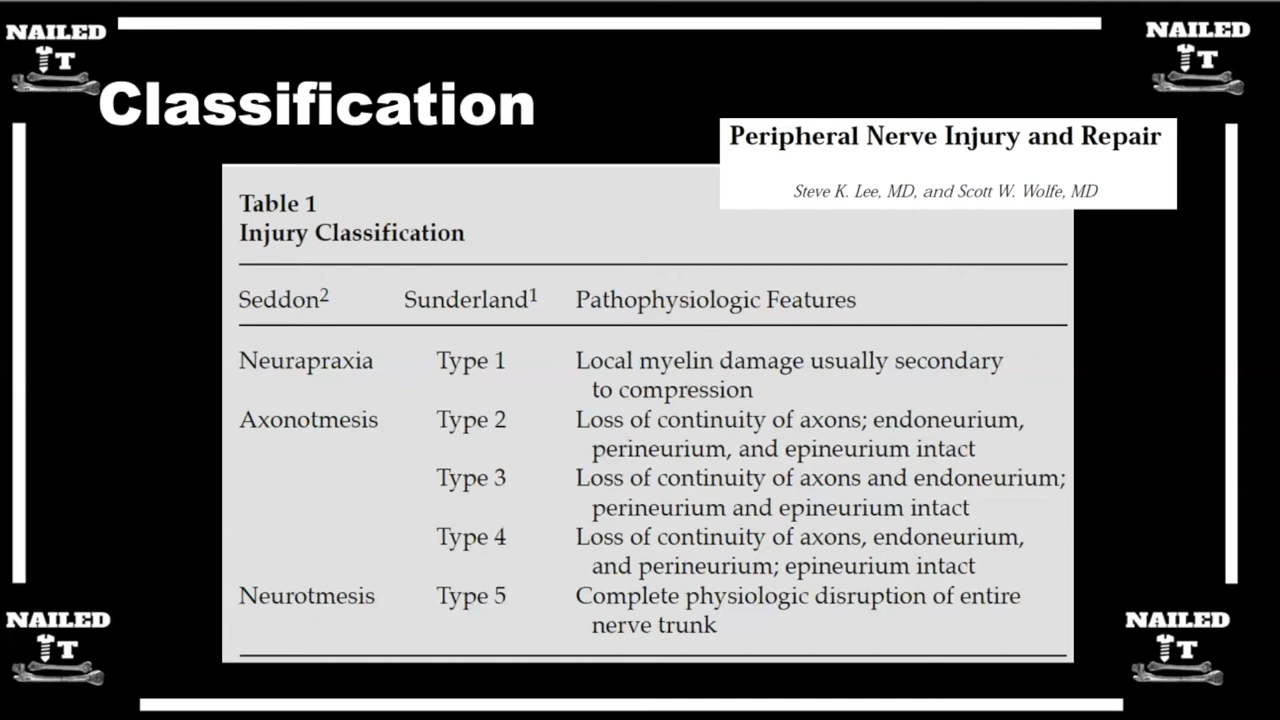 NAILED
IT
NAILED
IT
Classification
Peripheral Nerve Injury and Repair
Steve K. Lee, MD, and Scott W. Wolfe, MD
Table 1
Injury Classification
Seddon2 Sunderland1 Pathophysiologic Features
Neurapraxia Type 1 Local myelin damage usually secondary
to compression
Axonotmesis Type 2 Loss of continuity of axons; endoneurium,
perineurium, and epineurium intact
Type 3 Loss of continuity of axons and endoneurium;
perineurium and epineurium intact
Type 4 Loss of continuity of axons, endoneurium,
and perineurium; epineurium intact
Neurotmesis Type 5 Complete physiologic disruption of entire
nerve trunk
NAILED
IT
NAILED
IT